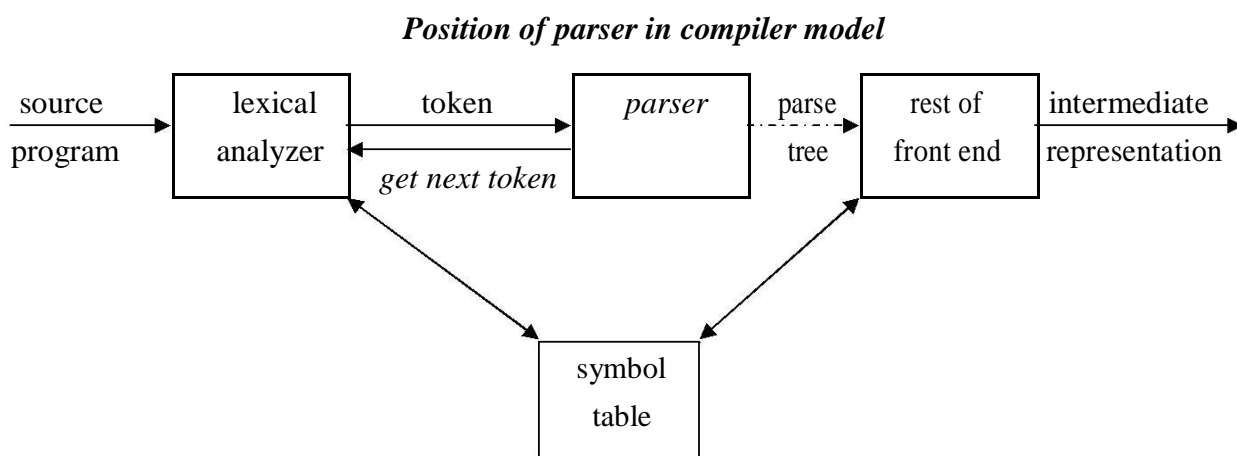 Position of parser in compiler model
source
program
lexical
analyzer
token
get next token
parser
parse
tree
rest of
front end
intermediate
representation
symbol
table